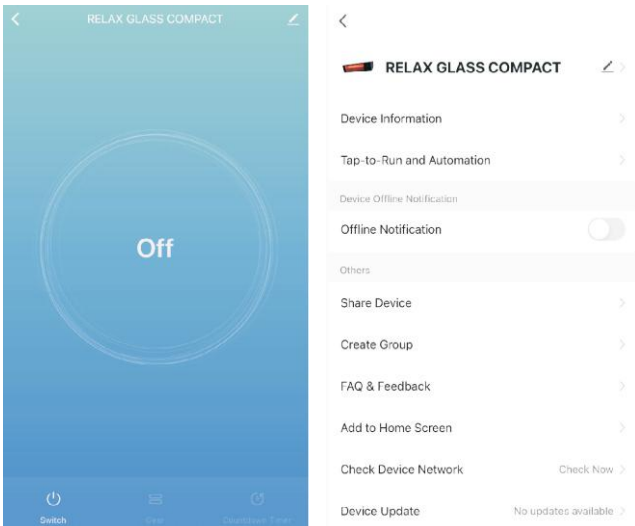 RELAX GLASS COMPACT
Off
Switch
Countdown Timer
RELAX GLASS COMPACT
Device Information
Tap-to-Run and Automation
Device Offline Notification
Offline Notification
Others
Share Device
Create Group
FAQ & Feedback
Add to Home Screen
Check Device Network Check Now
Device Update No updates available